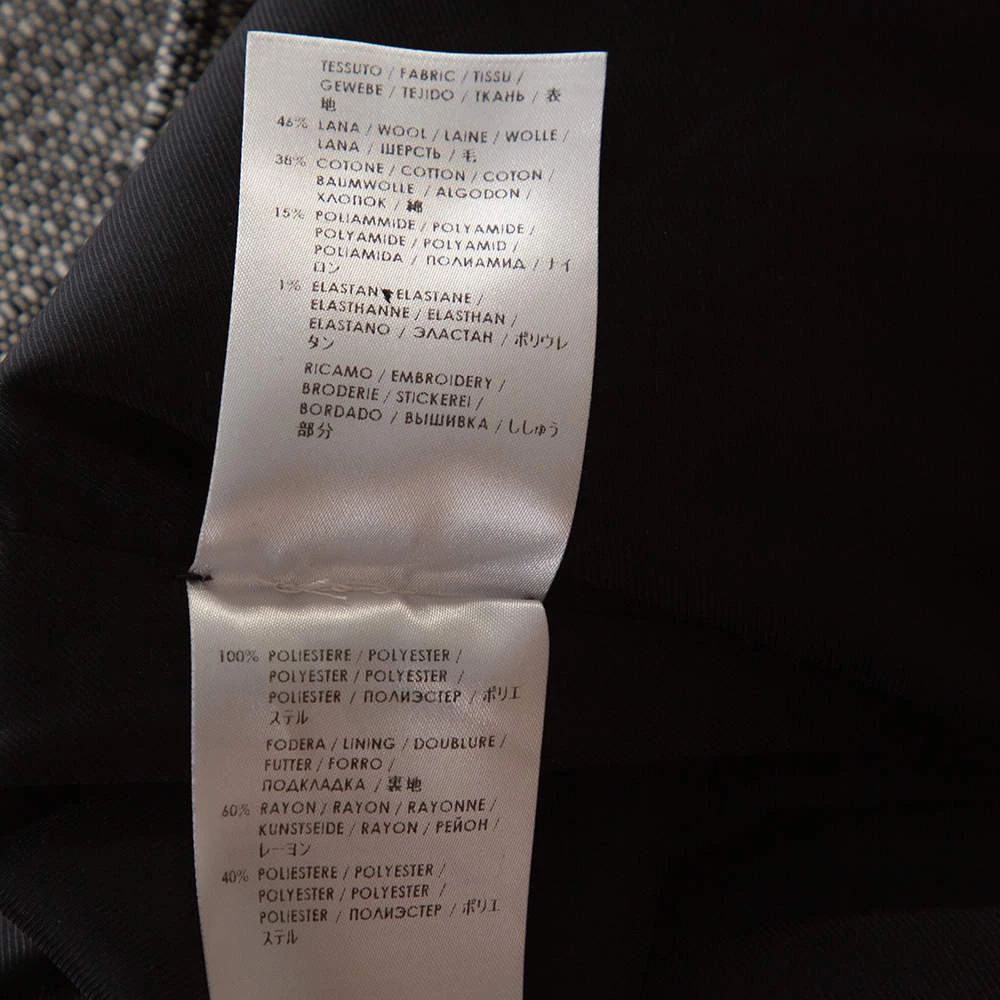 TESSUTO / FABRIC / TISSU /
GEWEBE / TEJIDO / ТКАНЬ / 表
地
46% LANA / WOOL / LAINE / WOLLE /
LANA / ШЕРСТЬ / 毛
38% COTONE / COTTON / COTON /
BAUMWOLLE / ALGODON /
ХЛОПОК / 綿
15% POLIAMMIDE / POLYAMIDE /
POLYAMIDE / POLYAMID /
POLIAMIDA / ПОЛИАМИД / ナイ
ロン
1% ELASTAN ELASTANE /
ELASTHANNE / ELASTHAN /
ELASTANO / ЭЛАСТАН / ポリウレ
タン
RICAMO / EMBROIDERY /
BRODERIE / STICKEREI /
BORDADO / ВЫШИВКА / ししゅう
部分
100% POLIESTERE / POLYESTER /
POLYESTER / POLYESTER /
POLIESTER / ПОЛИЭСТЕР / ポリエ
ステル
FODERA / LINING / DOUBLURE /
FUTTER / FORRO /
ПОДКЛАДКА / 裏地
60% RAYON / RAYON / RAYONNE /
KUNSTSEIDE / RAYON / РЕЙОН /
レーヨン
40% POLIESTERE / POLYESTER /
POLYESTER / POLYESTER /
POLIESTER / ПОЛИЭСТЕР / ポリエ
ステル